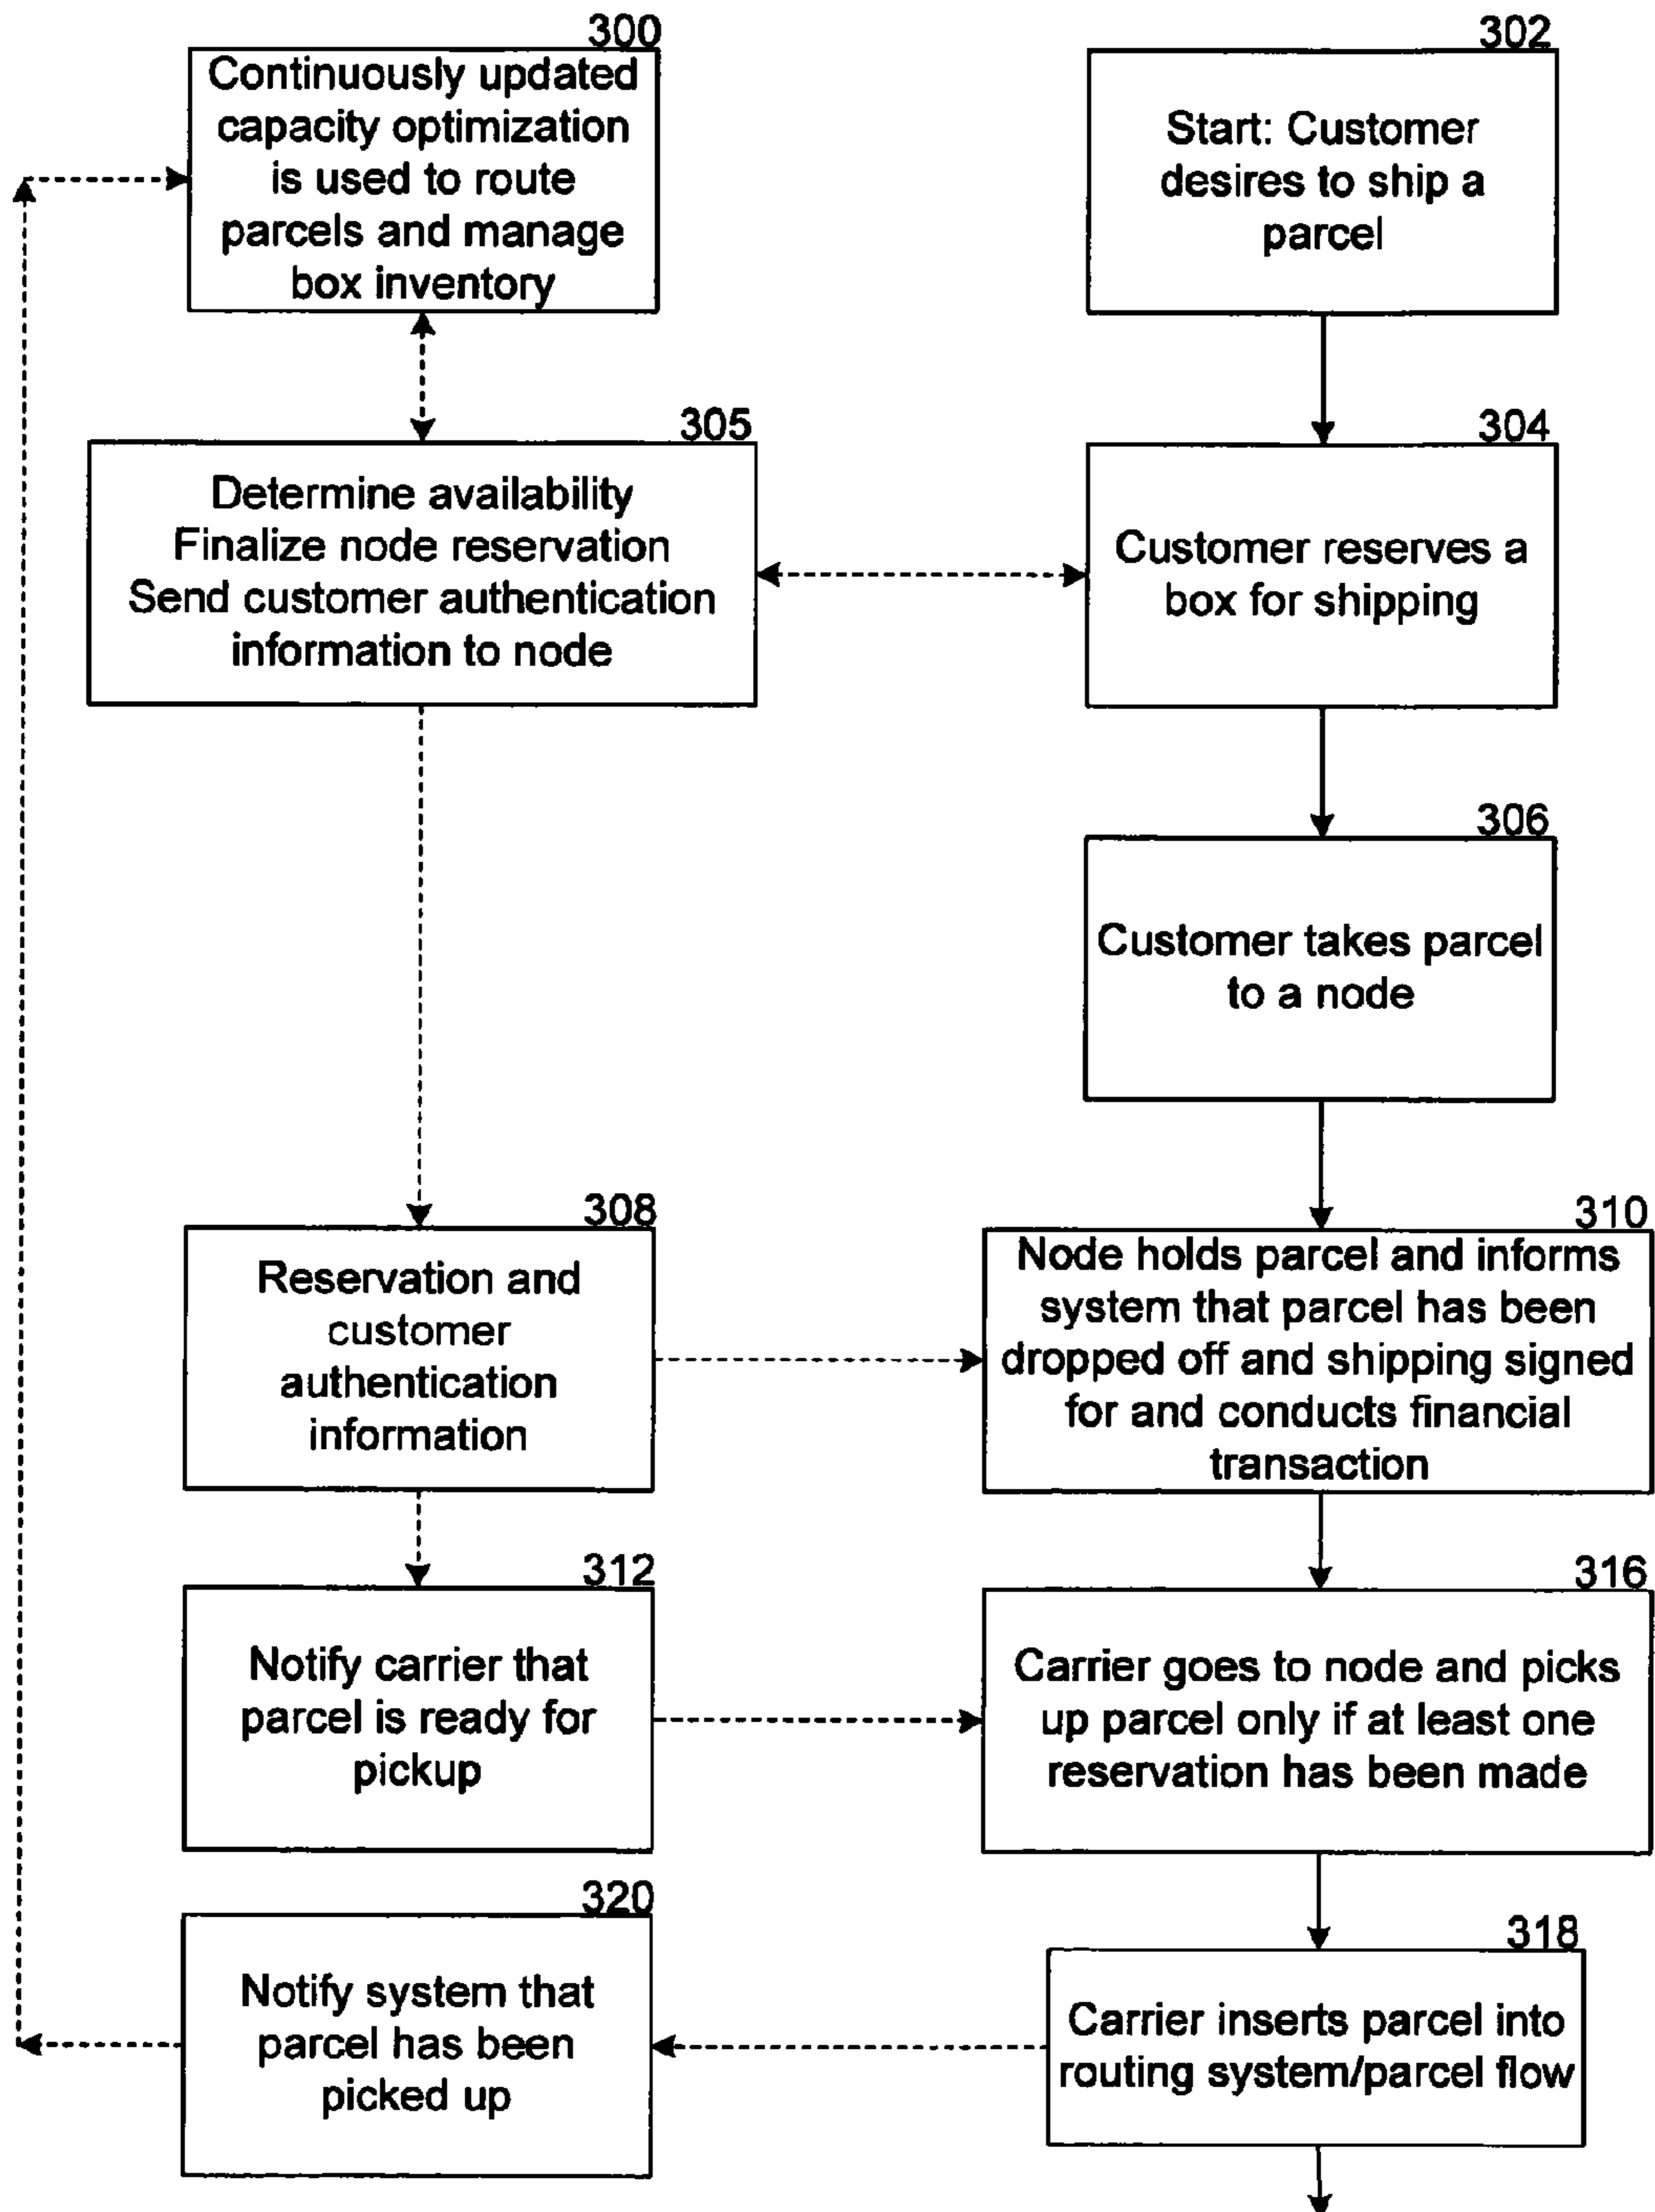 300
Continuously updated
capacity optimization
is used to route
parcels and manage
box inventory
302
Start: Customer
desires to ship a
parcel
305
Determine availability
Finalize node reservation
Send customer authentication
information to node
304
Customer reserves a
box for shipping
306
Customer takes parcel
to a node
308
Reservation and
customer
authentication
information
310
Node holds parcel and informs
system that parcel has been
dropped off and shipping signed
for and conducts financial
transaction
312
Notify carrier that
parcel is ready for
pickup
316
Carrier goes to node and picks
up parcel only if at least one
reservation has been made
320
Notify system that
parcel has been
picked up
318
Carrier inserts parcel into
routing system/parcel flow